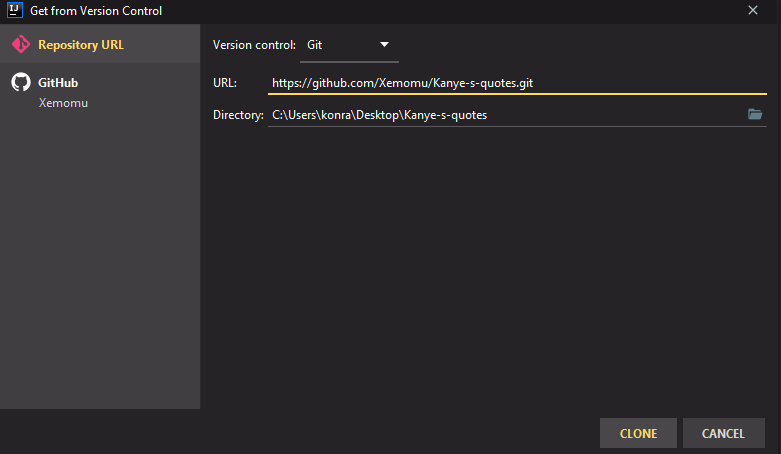 IJ
Get from Version Control
Repository URL
GitHub
Xemomu
Version control: Git
URL: https://github.com/Xemomu/Kanye-s-quotes.git
Directory: C:\Users\konra\Desktop\Kanye-s-quotes
CLONE CANCEL